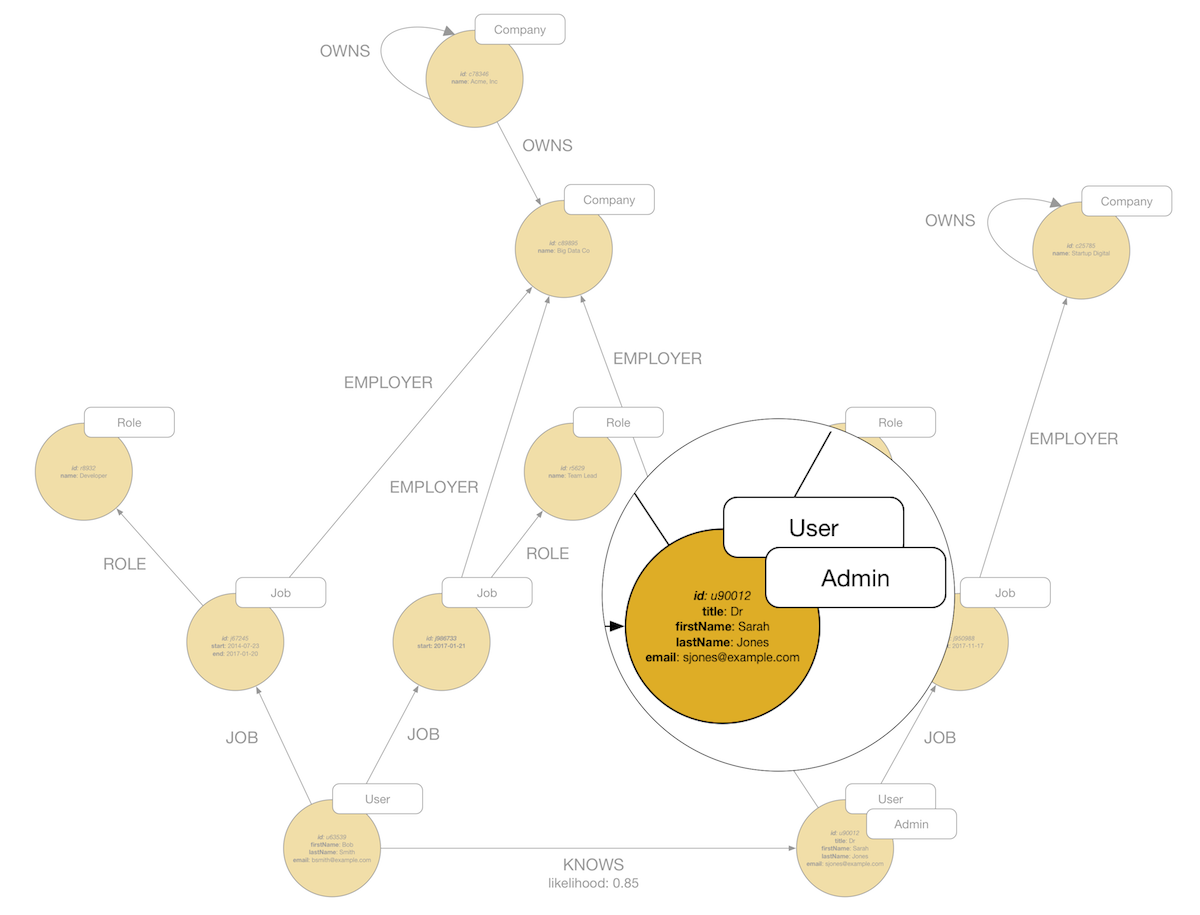 Company
OWNS
id: c78346
name: Acme, Inc
OWNS
Company
id: c89895
name: Big Data Co
Company
OWNS
id: c25785
name: Startup Digital
EMPLOYER
EMPLOYER
EMPLOYER
EMPLOYER
Role
id: r8932
name: Developer
Role
id: r5629
name: Team Lead
Role
ROLE
ROLE
Job
id: j67245
start: 2014-07-23
end: 2017-01-20
Job
id: j986733
start: 2017-01-21
User
Admin
id: u90012
title: Dr
firstName: Sarah
lastName: Jones
email: sjones@example.com
Job
2017-11-17
JOB
JOB
JOB
User
id: u63539
firstName: Bob
lastName: Smith
email: bsmith@example.com
KNOWS
likelihood: 0.85
User
Admin
id: u90012
title: Dr
firstName: Sarah
lastName: Jones
email: sjones@example.com